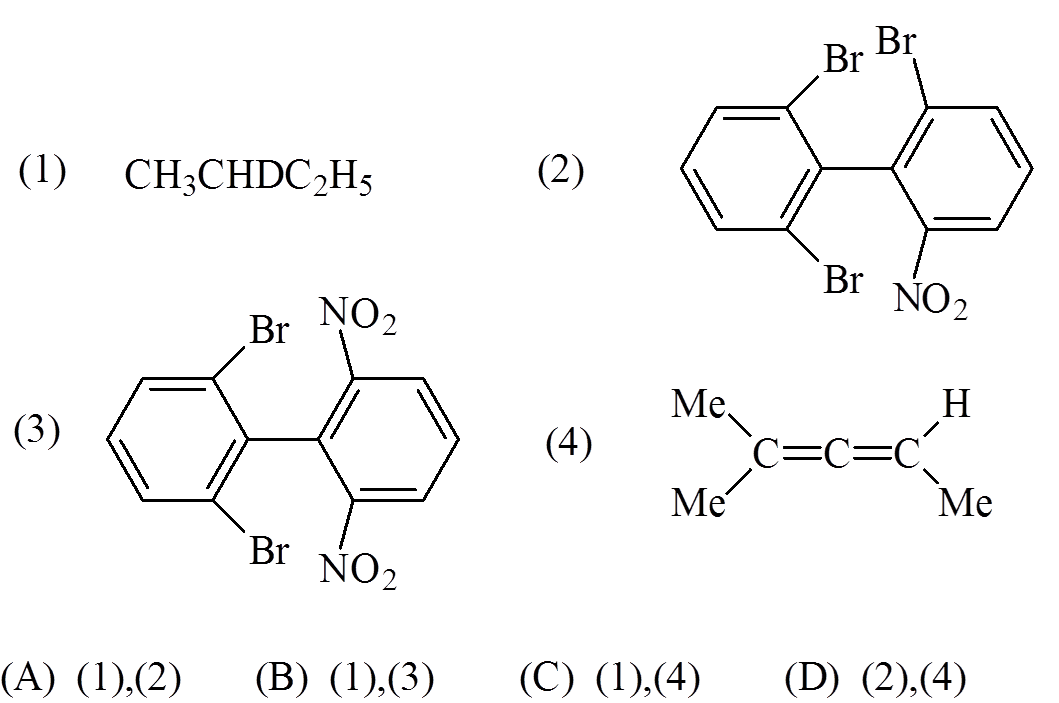 Br Br
(1) CH₃CHDC₂H₅ (2)
Br NO₂
Br NO₂
(3) (4) Me H
C=C=C
Me Me
Br NO₂
(A) (1),(2) (B) (1),(3) (C) (1),(4) (D) (2),(4)